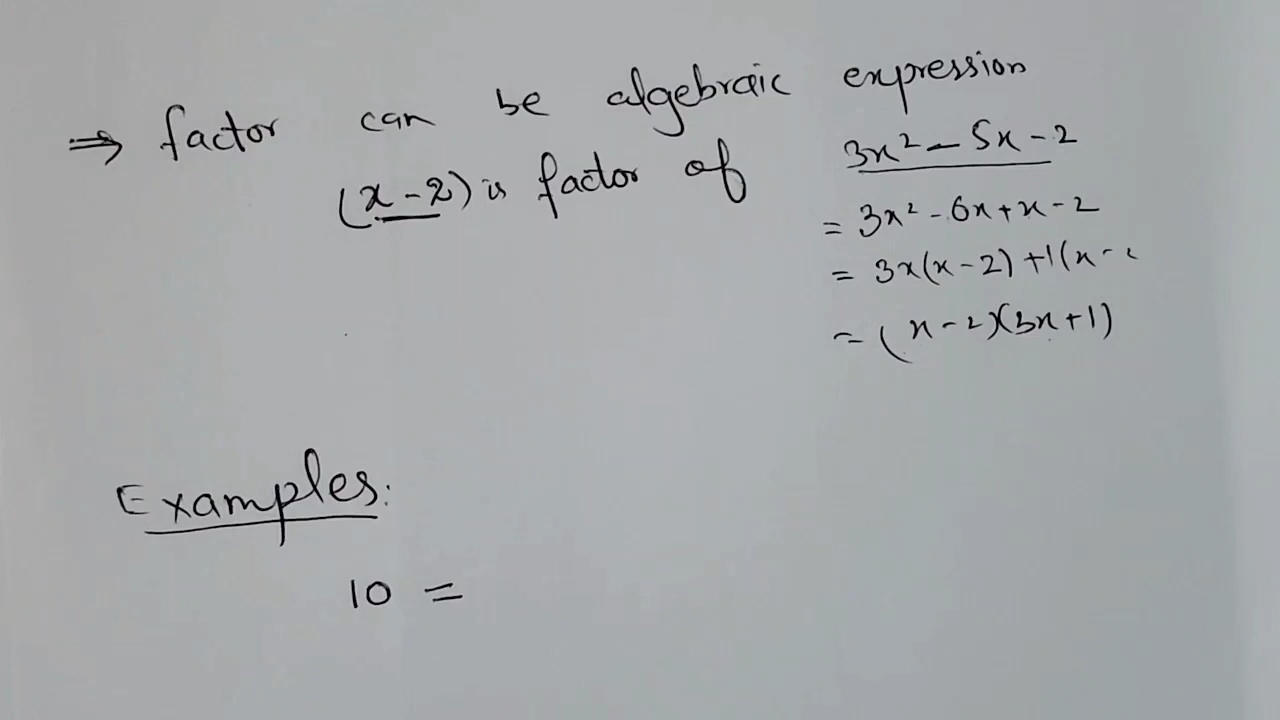 ⇒ factor can be algebraic expression
(x - 2) is factor of 3x² - 5x - 2
= 3x² - 6x + x - 2
= 3x(x - 2) + 1(x -
= (x - 2)(3x + 1)
Examples:
10 =